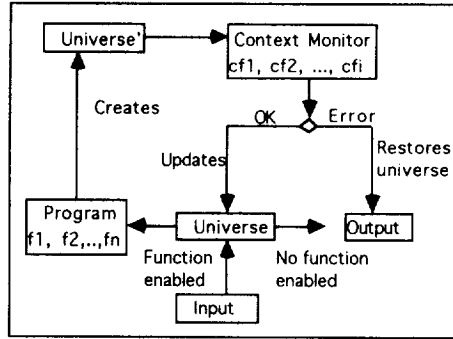 Universe'
Context Monitor
cf1, cf2, ..., cfi
Creates
OK
Error
Updates
Restores
universe
Program
f1, f2,..,fn
Universe
Output
Function
enabled
No function
enabled
Input